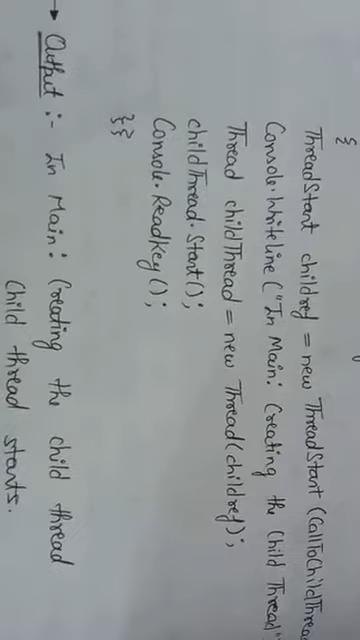 {
ThreadStart childref = new ThreadStart (CallToChildThrea
Console.WriteLine ("In Main: Creating the Child Thread"
Thread childThread = new Thread(childref);
childThread.Start();
Console.ReadKey();
}}
→ Output :- In Main: Creating the child thread
Child thread starts.